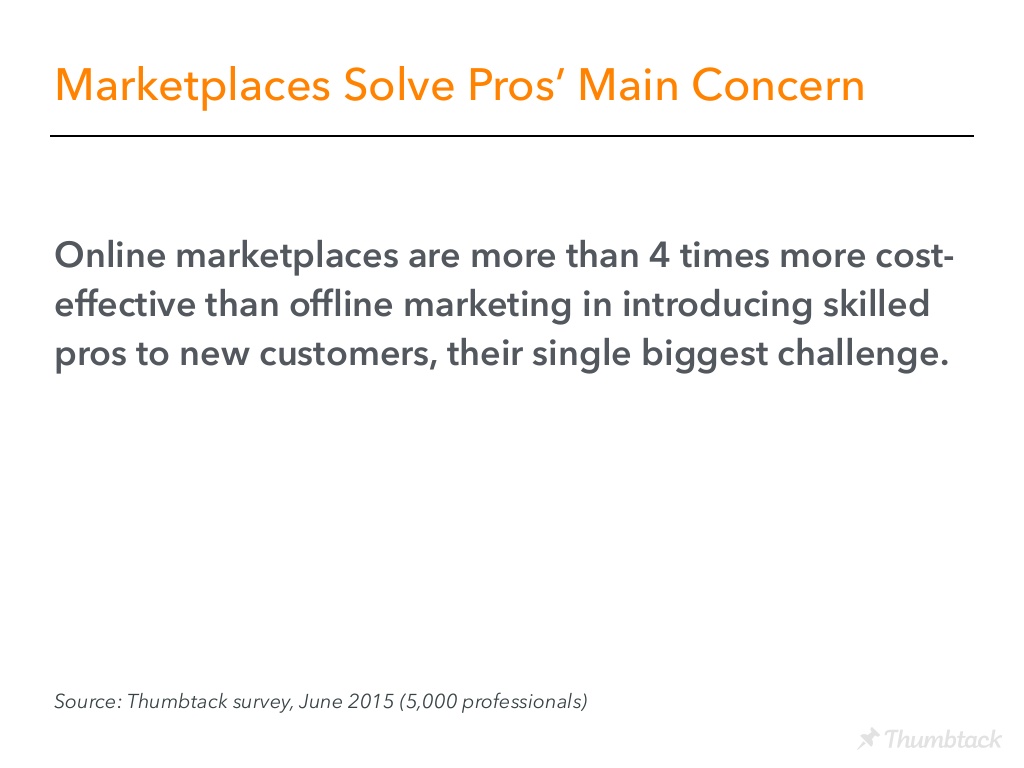 Marketplaces Solve Pros’ Main Concern
Online marketplaces are more than 4 times more cost-
effective than offline marketing in introducing skilled
pros to new customers, their single biggest challenge.
Source: Thumbtack survey, June 2015 (5,000 professionals)
Thumbtack